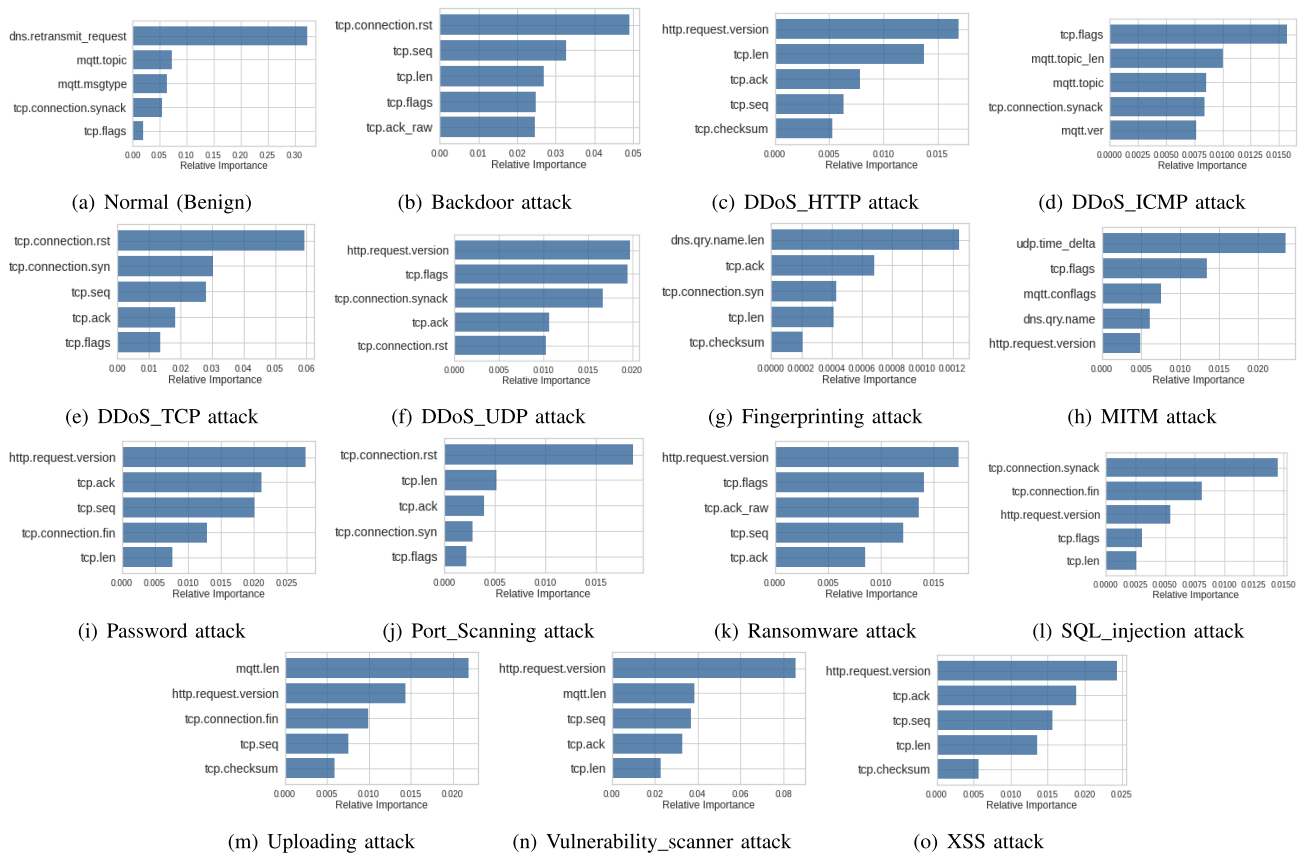 dns.retransmit_request
mqtt.topic
mqtt.msgtype
tcp.connection.synack
tcp.flags
0.00 0.05 0.10 0.15 0.20 0.25 0.30
Relative Importance
(a) Normal (Benign)
tcp.connection.rst
tcp.seq
tcp.len
tcp.flags
tcp.ack_raw
0.00 0.01 0.02 0.03 0.04 0.05
Relative Importance
(b) Backdoor attack
http.request.version
tcp.len
tcp.ack
tcp.seq
tcp.checksum
0.000 0.005 0.010 0.015
Relative Importance
(c) DDoS_HTTP attack
tcp.flags
mqtt.topic_len
mqtt.topic
tcp.connection.synack
mqtt.ver
0.0000 0.0025 0.0050 0.0075 0.0100 0.0125 0.0150
Relative Importance
(d) DDoS_ICMP attack
tcp.connection.rst
tcp.connection.syn
tcp.seq
tcp.ack
tcp.flags
0.00 0.01 0.02 0.03 0.04 0.05 0.06
Relative Importance
(e) DDoS_TCP attack
http.request.version
tcp.flags
tcp.connection.synack
tcp.ack
tcp.connection.rst
0.000 0.005 0.010 0.015 0.020
Relative Importance
(f) DDoS_UDP attack
dns.qry.name.len
tcp.ack
tcp.connection.syn
tcp.len
tcp.checksum
0.0000 0.0002 0.0004 0.0006 0.0008 0.0010 0.0012
Relative Importance
(g) Fingerprinting attack
udp.time_delta
tcp.flags
mqtt.conflags
dns.qry.name
http.request.version
0.000 0.005 0.010 0.015 0.020
Relative Importance
(h) MITM attack
http.request.version
tcp.ack
tcp.seq
tcp.connection.fin
tcp.len
0.000 0.005 0.010 0.015 0.020 0.025
Relative Importance
(i) Password attack
tcp.connection.rst
tcp.len
tcp.ack
tcp.connection.syn
tcp.flags
0.000 0.005 0.010 0.015
Relative Importance
(j) Port_Scanning attack
http.request.version
tcp.flags
tcp.ack_raw
tcp.seq
tcp.ack
0.000 0.005 0.010 0.015
Relative Importance
(k) Ransomware attack
tcp.connection.synack
tcp.connection.fin
http.request.version
tcp.flags
tcp.len
0.0000 0.0025 0.0050 0.0075 0.0100 0.0125 0.0150
Relative Importance
(l) SQL_injection attack
mqtt.len
http.request.version
tcp.connection.fin
tcp.seq
tcp.checksum
0.000 0.005 0.010 0.015 0.020
Relative Importance
(m) Uploading attack
http.request.version
mqtt.len
tcp.seq
tcp.ack
tcp.len
0.00 0.02 0.04 0.06 0.08
Relative Importance
(n) Vulnerability_scanner attack
http.request.version
tcp.ack
tcp.seq
tcp.len
tcp.checksum
0.000 0.005 0.010 0.015 0.020 0.025
Relative Importance
(o) XSS attack